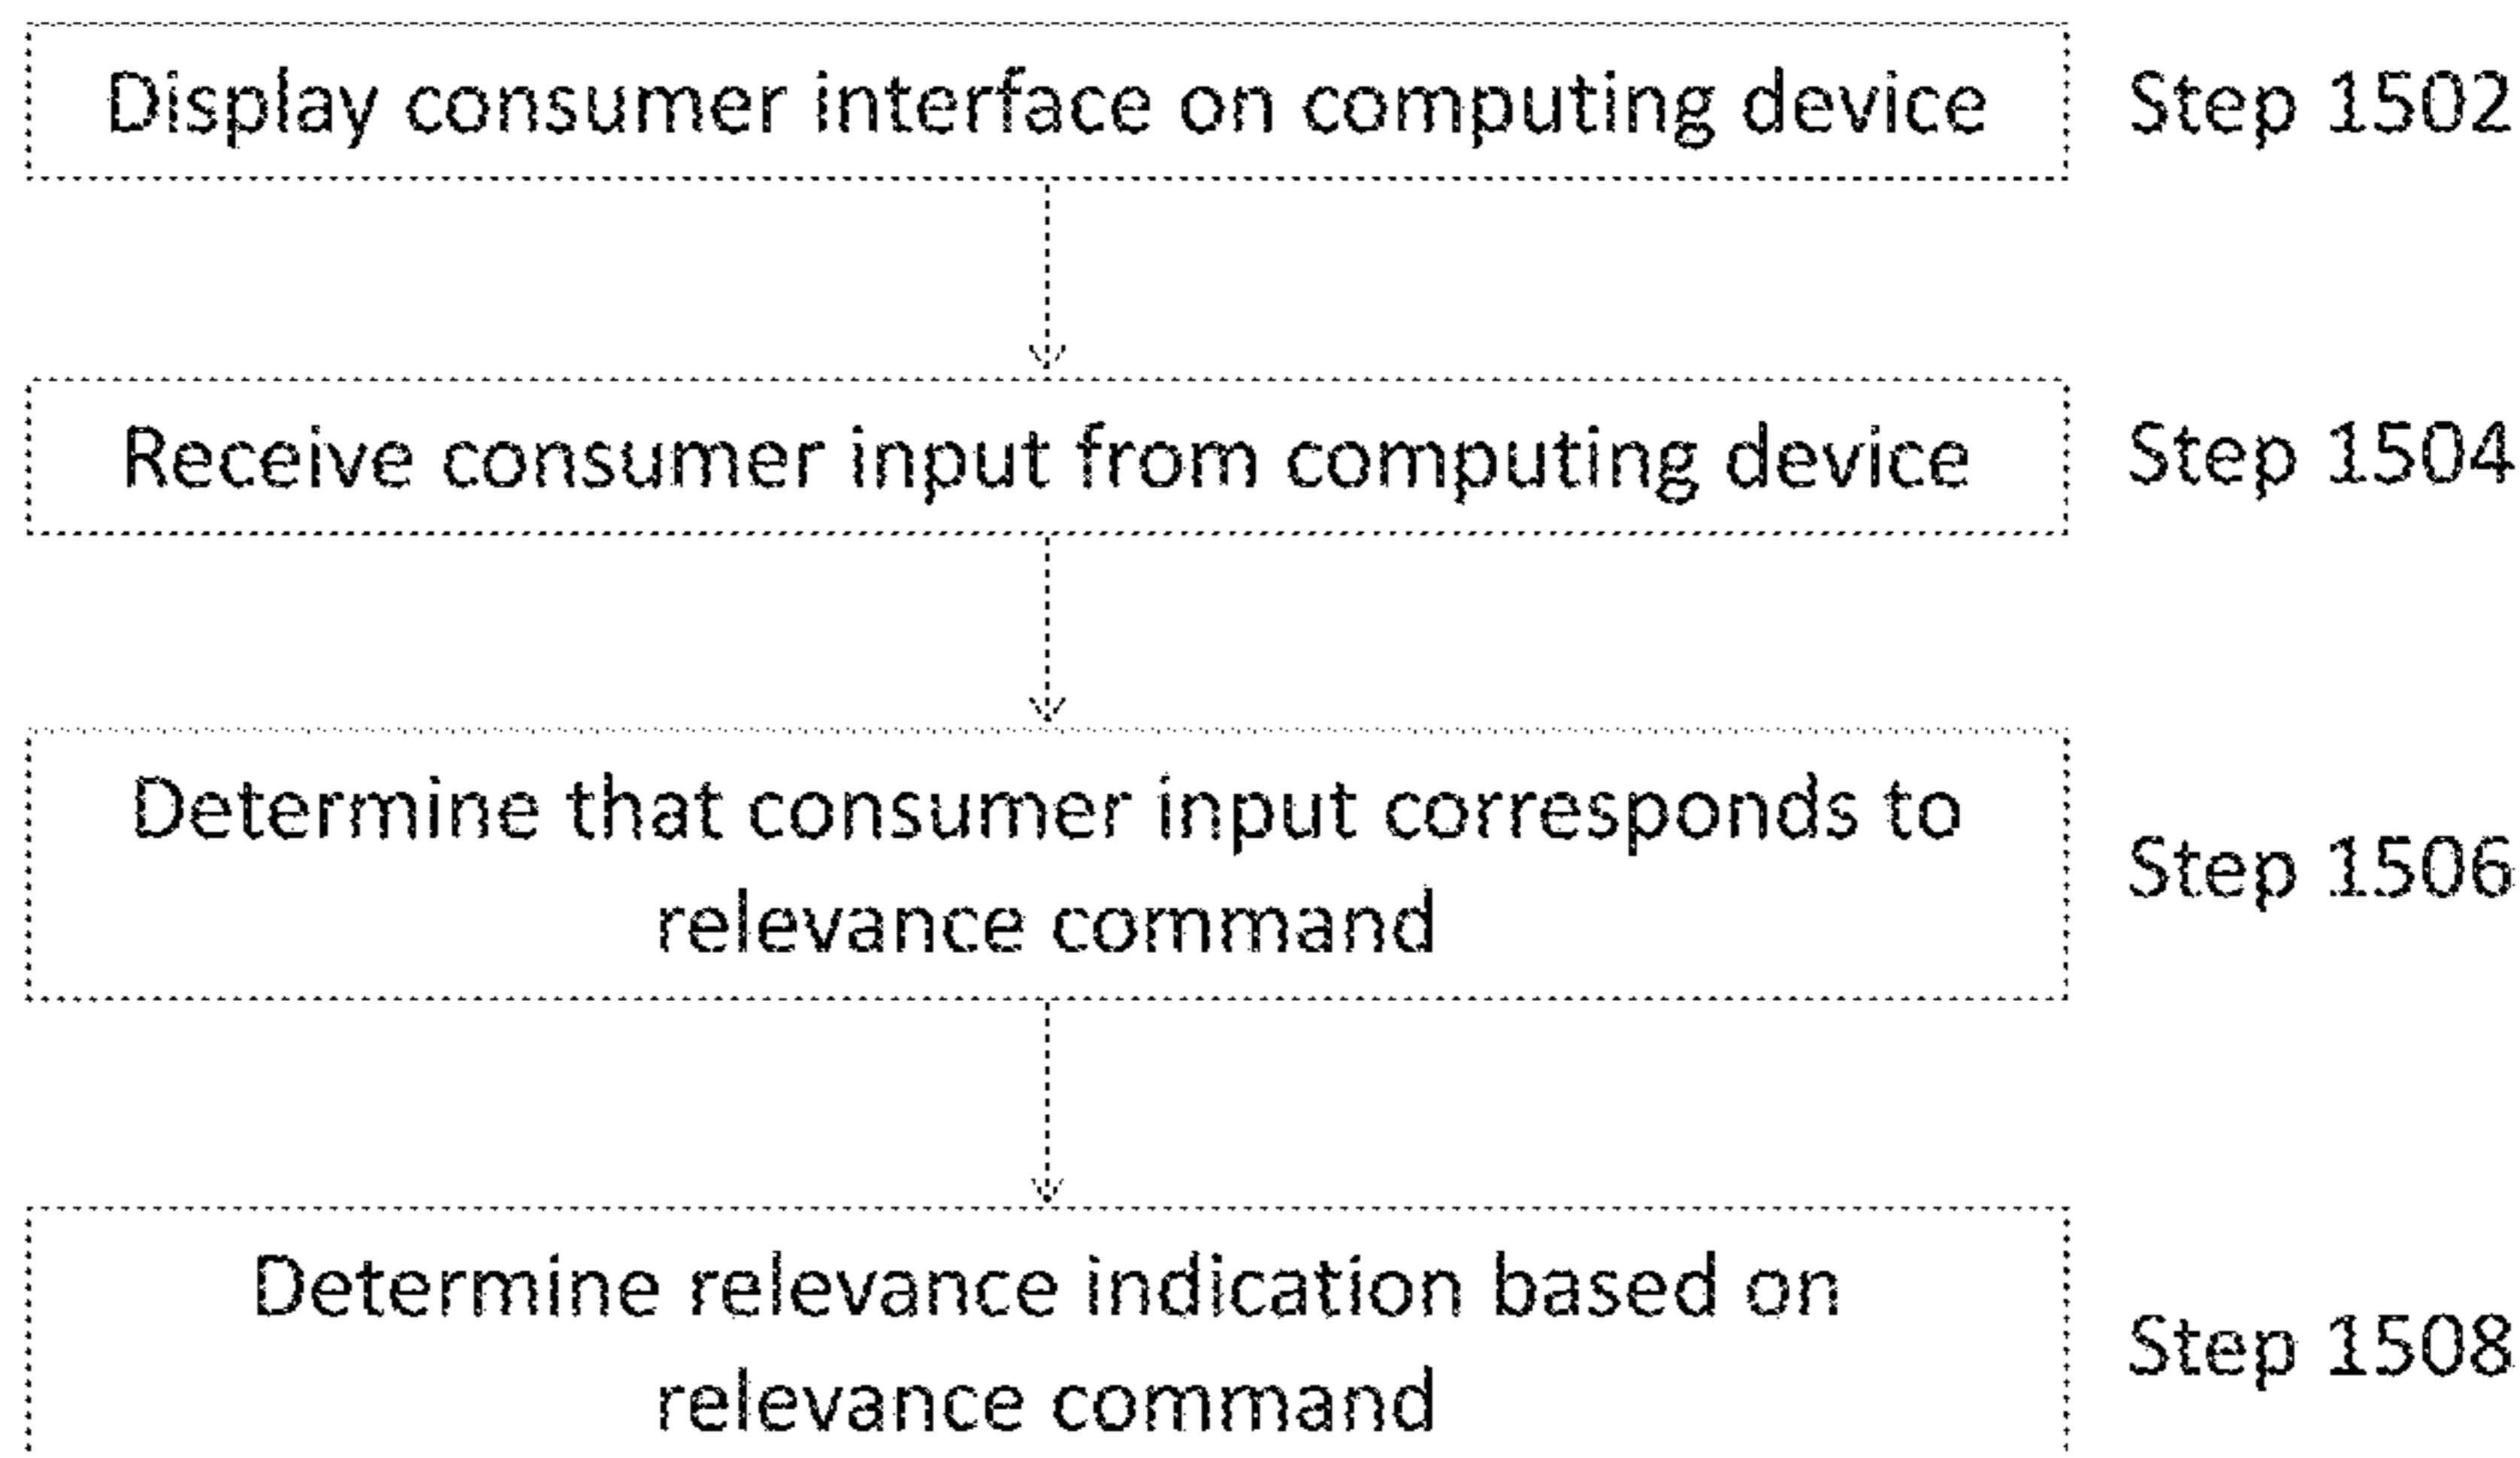 Display consumer interface on computing device Step 1502
Receive consumer input from computing device Step 1504
Determine that consumer input corresponds to
relevance command
Step 1506
Determine relevance indication based on
relevance command
Step 1508